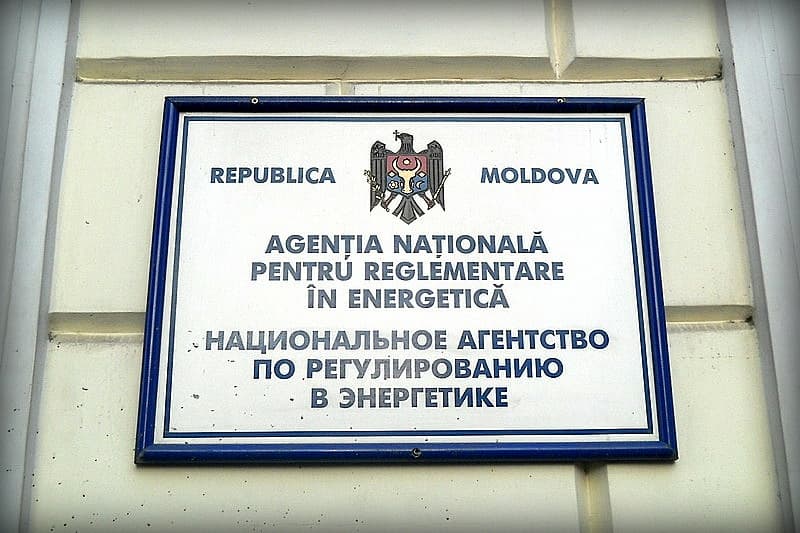 REPUBLICA MOLDOVA
AGENȚIA NAȚIONALĂ
PENTRU REGLEMENTARE
ÎN ENERGETICĂ
НАЦИОНАЛЬНОЕ АГЕНТСТВО
ПО РЕГУЛИРОВАНИЮ
В ЭНЕРГЕТИКЕ